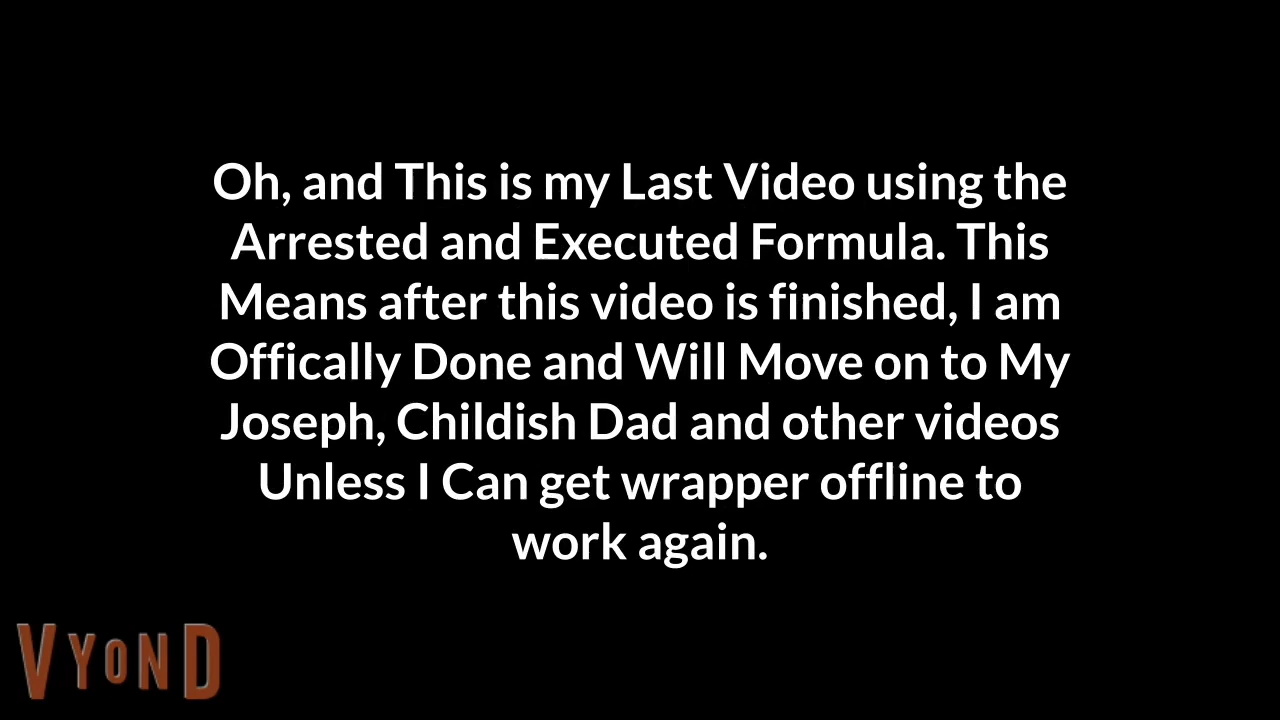 Oh, and This is my Last Video using the
Arrested and Executed Formula. This
Means after this video is finished, I am
Offically Done and Will Move on to My
Joseph, Childish Dad and other videos
Unless I Can get wrapper offline to
work again.
VYOND